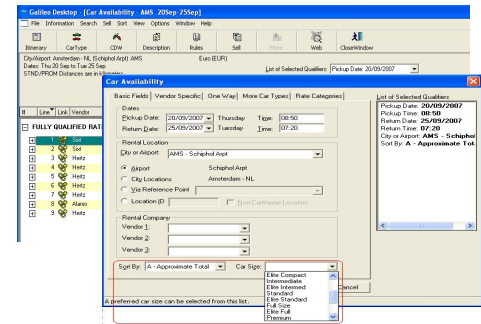 Galileo Desktop - [Car Availability - AMS 20Sep-25Sep]
File Information Search Sell Sort View Options Window Help
Itinerary CarType CDW Description Rules Sell More Web CloseWindow
City/Airport: Amsterdam - NL (Schiphol Arpt) AMS Euro (EUR)
Dates: Thu 20 Sep to Tue 25 Sep
List of Selected Qualifiers: Pickup Date: 20/09/2007
STND/PROM Distances are in kilometers
Car Availability
Basic Fields Vendor Specific One Way More Car Types Rate Categories
List of Selected Qualifiers
Dates
Pickup Date: 20/09/2007 Thursday Time: 08:50
Return Date: 25/09/2007 Tuesday Time: 07:20
Pickup Date: 20/09/2007
Pickup Time: 08:50
Return Date: 25/09/2007
Return Time: 07:20
City or Airport: AMS - Schiphol
Sort By: A - Approximate Tot
# Line Link Vendor
FULLY QUALIFIED RAT
1 Sixt
2 Sixt
3 Hertz
4 Hertz
5 Hertz
6 Hertz
7 Hertz
8 Alamo
9 Hertz
Rental Location
City or Airport: AMS - Schiphol Arpt
Airport Schiphol Arpt
City Locations Amsterdam - NL
Via Reference Point
Location ID Non CarMaster Location
Rental Company
Vendor 1:
Vendor 2:
Vendor 3:
Sort By: A - Approximate Total Car Size:
Elite Compact
Intermediate
Elite Intermed
Standard
Elite Standard
Full Size
Elite Full
Premium
Cancel
A preferred car size can be selected from this list.